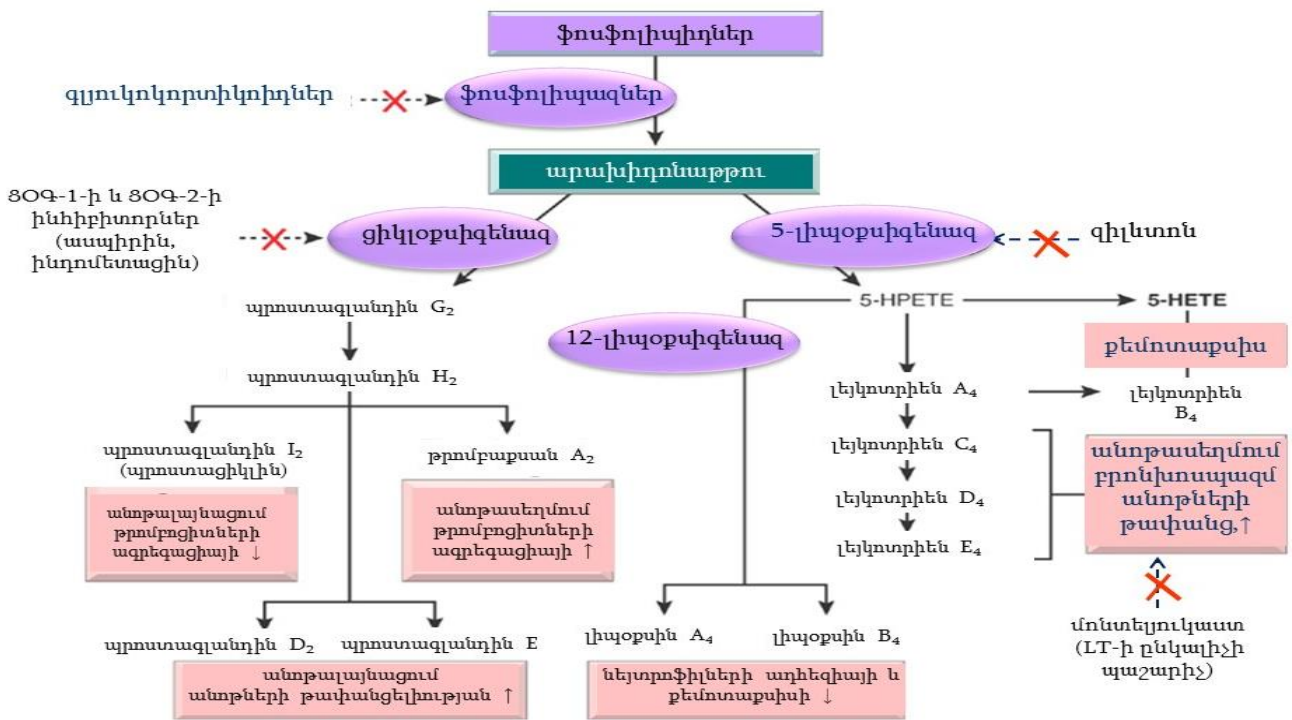 ֆոսֆոլիպիդներ
գլյուկոկորտիկոիդներ
ֆոսֆոլիպազներ
արախիդոնաթթու
ՑՕԳ-1-ի և ՑՕԳ-2-ի
ինհիբիտորներ
(ասպիրին,
ինդոմետացին)
ցիկլօքսիգենազ
5-լիպօքսիգենազ
զիլևտոն
պրոստագլանդին G₂
5-HPETE
5-HETE
12-լիպօքսիգենազ
քեմոտաքսիս
պրոստագլանդին H₂
լեյկոտրիեն A₄
լեյկոտրիեն
B₄
պրոստագլանդին I₂
(պրոստացիկլին)
թրոմբաքսան A₂
լեյկոտրիեն C₄
լեյկոտրիեն D₄
լեյկոտրիեն E₄
անոթասեղմում
բրոնխոսպազմ
անոթների
թափանց,↑
անոթալայնացում
թրոմբոցիտների
ագրեգացիայի ↓
անոթասեղմում
թրոմբոցիտների
ագրեգացիայի ↑
պրոստագլանդին D₂
պրոստագլանդին E
լիպօքսին A₄
լիպօքսին B₄
մոնտելյուկաստ
(LT-ի ընկալիչի
պաշարիչ)
անոթալայնացում
անոթների թափանցելիության ↑
նեյտրոֆիլների ադհեզիայի և
քեմոտաքսիսի ↓